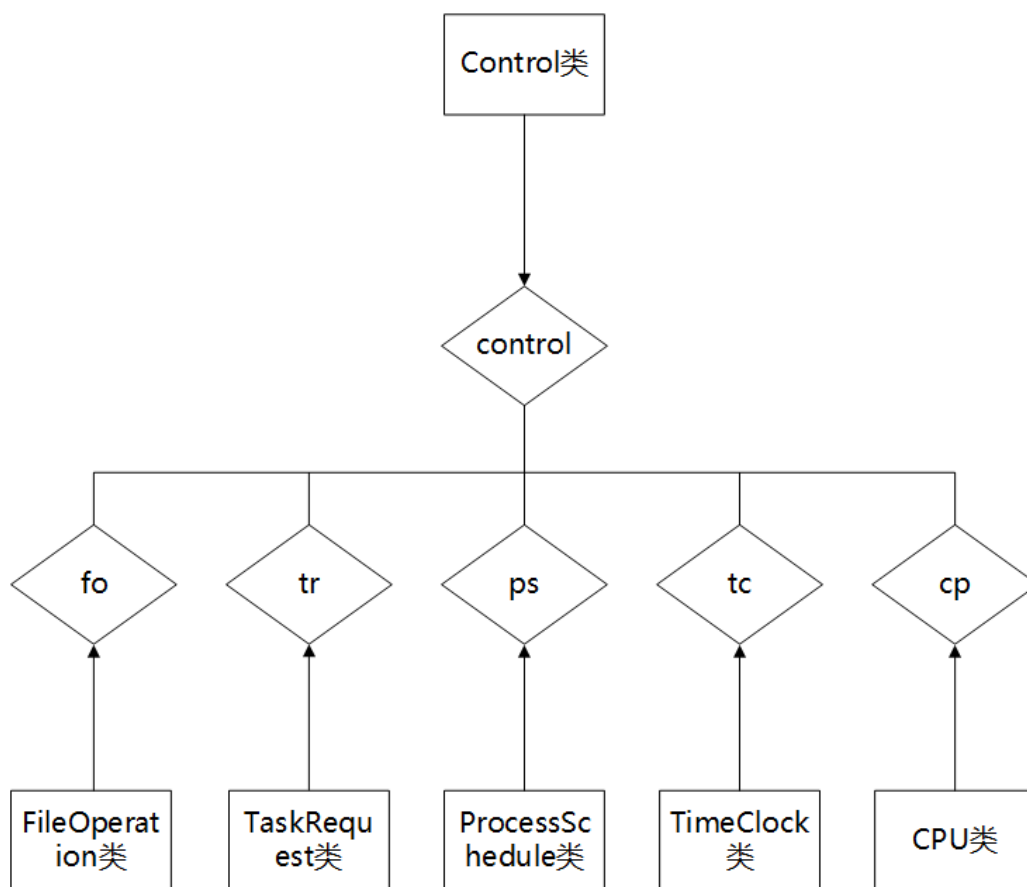 Control类
control
fo
tr
ps
tc
cp
FileOperat
ion类
TaskRequ
est类
ProcessSc
hedule类
TimeClock
类
CPU类